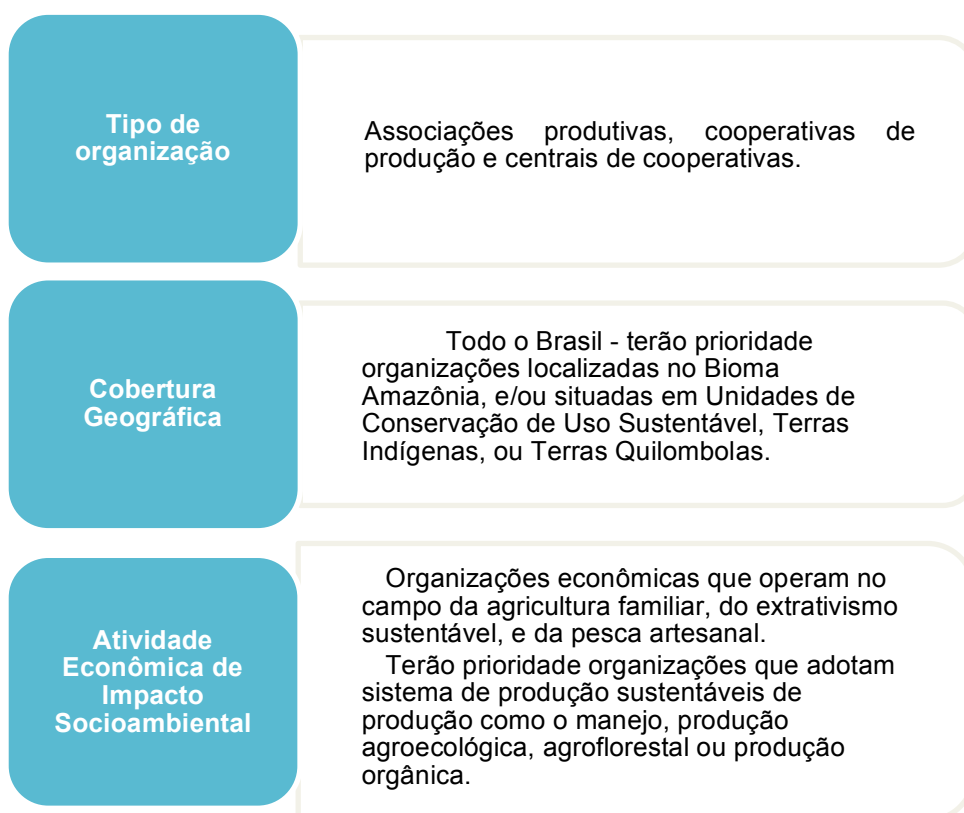 Tipo de
organização
Associações produtivas, cooperativas de
produção e centrais de cooperativas.
Cobertura
Geográfica
Todo o Brasil - terão prioridade
organizações localizadas no Bioma
Amazônia, e/ou situadas em Unidades de
Conservação de Uso Sustentável, Terras
Indígenas, ou Terras Quilombolas.
Atividade
Econômica de
Impacto
Socioambiental
Organizações econômicas que operam no
campo da agricultura familiar, do extrativismo
sustentável, e da pesca artesanal.
Terão prioridade organizações que adotam
sistema de produção sustentáveis de
produção como o manejo, produção
agroecológica, agroflorestal ou produção
orgânica.